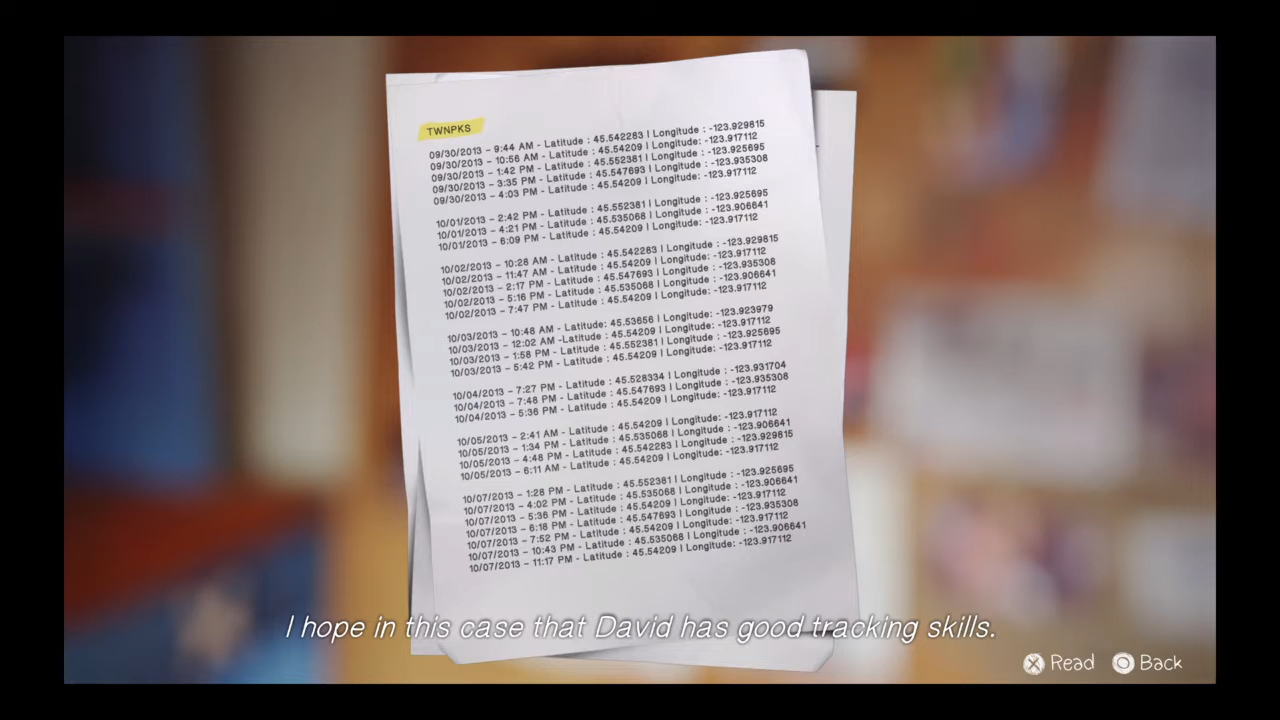 TWNPKS
09/30/2013 - 9:44 AM - Latitude : 45.542283 | Longitude : -123.929815
09/30/2013 - 10:56 AM - Latitude : 45.54209 | Longitude : -123.917112
09/30/2013 - 1:42 PM - Latitude : 45.552381 | Longitude : -123.925695
09/30/2013 - 3:35 PM - Latitude : 45.547693 | Longitude : -123.935308
09/30/2013 - 4:03 PM - Latitude : 45.54209 | Longitude : -123.917112
10/01/2013 - 2:42 PM - Latitude : 45.552381 | Longitude : -123.925695
10/01/2013 - 4:21 PM - Latitude : 45.535068 | Longitude : -123.906641
10/01/2013 - 6:09 PM - Latitude : 45.54209 | Longitude : -123.917112
10/02/2013 - 10:28 AM - Latitude : 45.542283 | Longitude : -123.929815
10/02/2013 - 11:47 AM - Latitude : 45.54209 | Longitude: -123.917112
10/02/2013 - 2:17 PM - Latitude : 45.547693 | Longitude : -123.935308
10/02/2013 - 5:16 PM - Latitude : 45.535068 | Longitude : -123.906641
10/02/2013 - 7:47 PM - Latitude : 45.54209 | Longitude: -123.917112
10/03/2013 - 10:48 AM - Latitude: 45.53656 | Longitude : -123.923979
10/03/2013 - 12:02 AM -Latitude : 45.54209 | Longitude: -123.917112
10/03/2013 - 1:58 PM - Latitude : 45.552381 | Longitude : -123.925695
10/03/2013 - 5:42 PM - Latitude : 45.54209 | Longitude: -123.917112
10/04/2013 - 7:27 PM - Latitude : 45.528334 | Longitude : -123.931704
10/04/2013 - 7:48 PM - Latitude : 45.547693 | Longitude : -123.935308
10/04/2013 - 5:36 PM - Latitude : 45.54209 | Longitude: -123.917112
10/05/2013 - 2:41 AM - Latitude : 45.54209 | Longitude: -123.917112
10/05/2013 - 1:34 PM - Latitude : 45.535068 | Longitude : -123.906641
10/05/2013 - 4:48 PM - Latitude : 45.542283 | Longitude : -123.929815
10/05/2013 - 6:11 AM - Latitude : 45.54209 | Longitude: -123.917112
10/07/2013 - 1:28 PM - Latitude : 45.552381 | Longitude : -123.925695
10/07/2013 - 4:02 PM - Latitude : 45.535068 | Longitude : -123.906641
10/07/2013 - 5:36 PM - Latitude : 45.54209 | Longitude: -123.917112
10/07/2013 - 6:18 PM - Latitude : 45.547693 | Longitude : -123.935308
10/07/2013 - 7:52 PM - Latitude : 45.54209 | Longitude: -123.917112
10/07/2013 - 10:43 PM - Latitude : 45.535068 | Longitude : -123.906641
10/07/2013 - 11:17 PM - Latitude : 45.54209 | Longitude: -123.917112
I hope in this case that David has good tracking skills.
Read Back